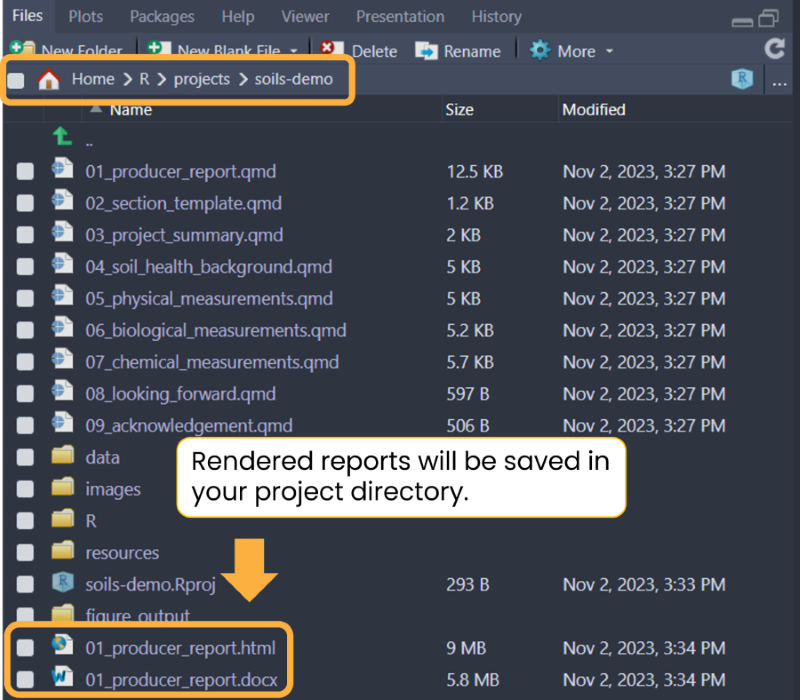 Files Plots Packages Help Viewer Presentation History
New Folder New Blank File Delete Rename More
Home R projects soils-demo R ...
Name Size Modified
..
01_producer_report.qmd 12.5 KB Nov 2, 2023, 3:27 PM
02_section_template.qmd 1.2 KB Nov 2, 2023, 3:27 PM
03_project_summary.qmd 2 KB Nov 2, 2023, 3:27 PM
04_soil_health_background.qmd 5 KB Nov 2, 2023, 3:27 PM
05_physical_measurements.qmd 5 KB Nov 2, 2023, 3:27 PM
06_biological_measurements.qmd 5.2 KB Nov 2, 2023, 3:27 PM
07_chemical_measurements.qmd 5.7 KB Nov 2, 2023, 3:27 PM
08_looking_forward.qmd 597 B Nov 2, 2023, 3:27 PM
09_acknowledgement.qmd 506 B Nov 2, 2023, 3:27 PM
data
Rendered reports will be saved in
your project directory.
images
R
resources
soils-demo.Rproj 293 B Nov 2, 2023, 3:33 PM
figure_output
01_producer_report.html 9 MB Nov 2, 2023, 3:34 PM
01_producer_report.docx 5.8 MB Nov 2, 2023, 3:34 PM